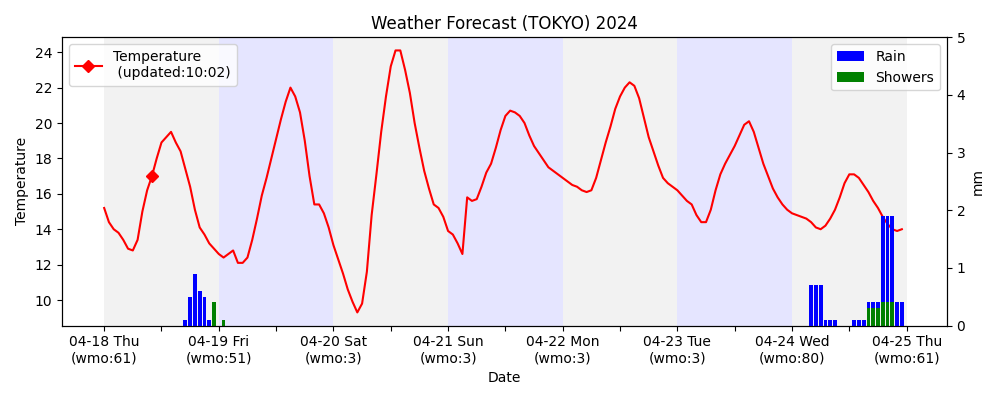 Weather Forecast (TOKYO) 2024
Temperature
(updated:10:02)
Rain
Showers
24
22
20
18
16
14
12
10
Temperature
5
4
3
2
1
0
mm
04-18 Thu
(wmo:61)
04-19 Fri
(wmo:51)
04-20 Sat
(wmo:3)
04-21 Sun
(wmo:3)
04-22 Mon
(wmo:3)
04-23 Tue
(wmo:3)
04-24 Wed
(wmo:80)
04-25 Thu
(wmo:61)
Date